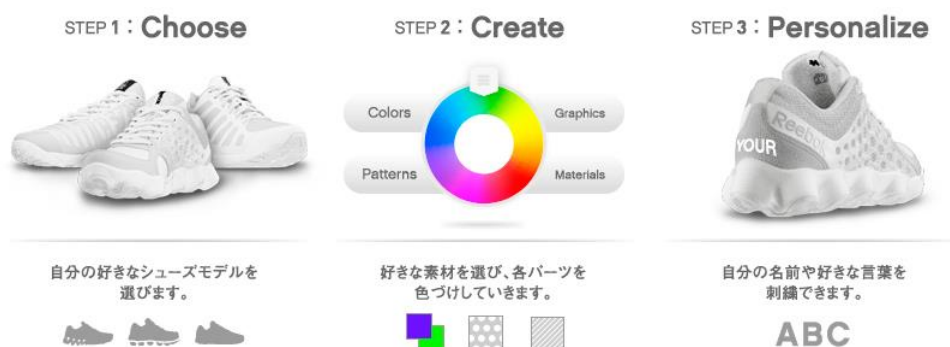 STEP 1 : Choose
STEP 2 : Create
STEP 3 : Personalize
Colors
Graphics
Patterns
Materials
Reebok
YOUR
自分の好きなシューズモデルを
選びます。
好きな素材を選び、各パーツを
色づけしていきます。
自分の名前や好きな言葉を
刺繍できます。
ABC